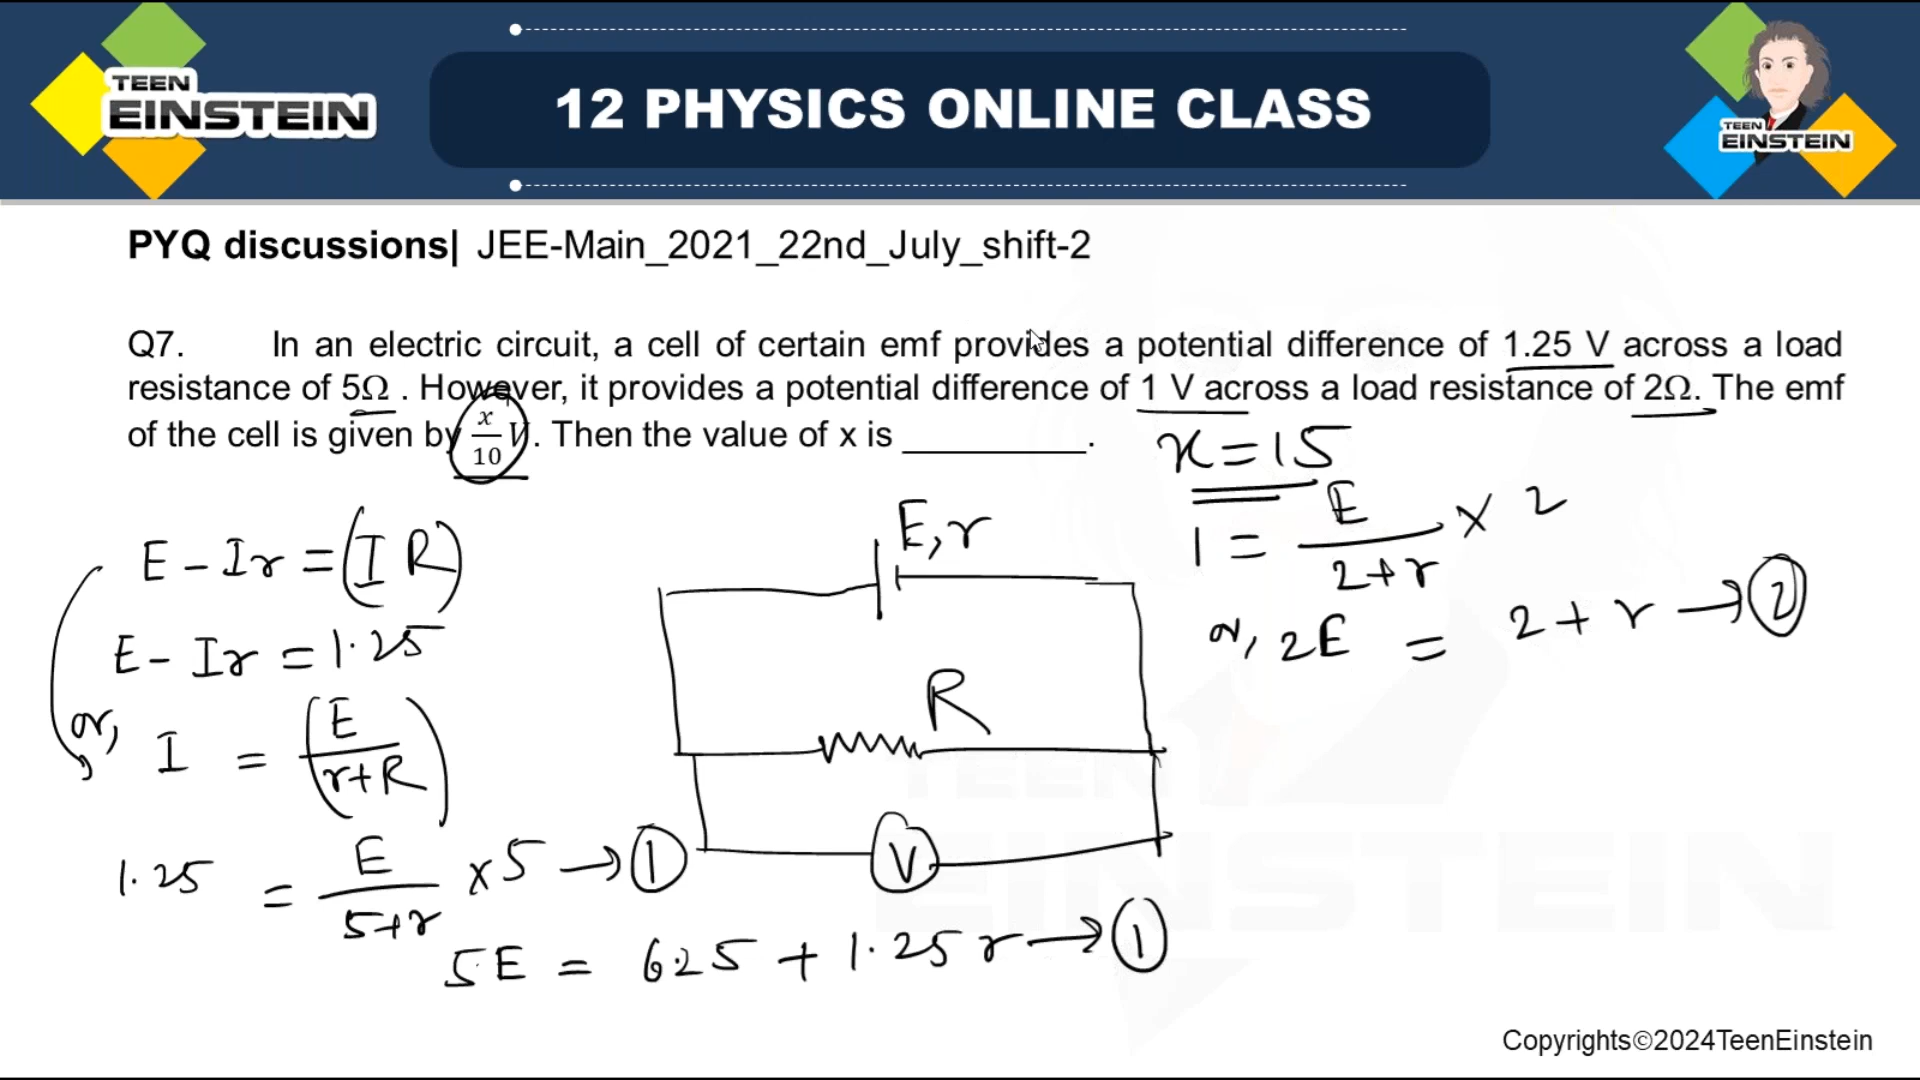 TEEN
EINSTEIN
12 PHYSICS ONLINE CLASS
TEEN
EINSTEIN
PYQ discussions| JEE-Main_2021_22nd_July_shift-2
Q7. In an electric circuit, a cell of certain emf provides a potential difference of 1.25 V across a load
resistance of 5Ω . However, it provides a potential difference of 1 V across a load resistance of 2Ω. The emf
of the cell is given by x/10 V. Then the value of x is __________.
x = 15
E - Ir = (I R)
E - Ir = 1.25
or, I = (E/(r+R))
1.25 = E/(5+r) × 5 → ①
5E = 6.25 + 1.25 r → ①
E, r
R
V
1 = E/(2+r) × 2
or, 2E = 2 + r → ②
TEEN
EINSTEIN
Copyrights©2024TeenEinstein